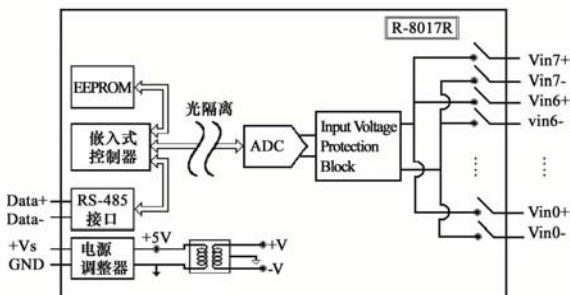 R-8017R
EEPROM
嵌入式
控制器
RS-485
接口
电源
调整器
Data+
Data-
+Vs
GND
光隔离
ADC
Input Voltage
Protection
Block
+5V
+V
-V
Vin7+
Vin7-
Vin6+
vin6-
Vin0+
Vin0-